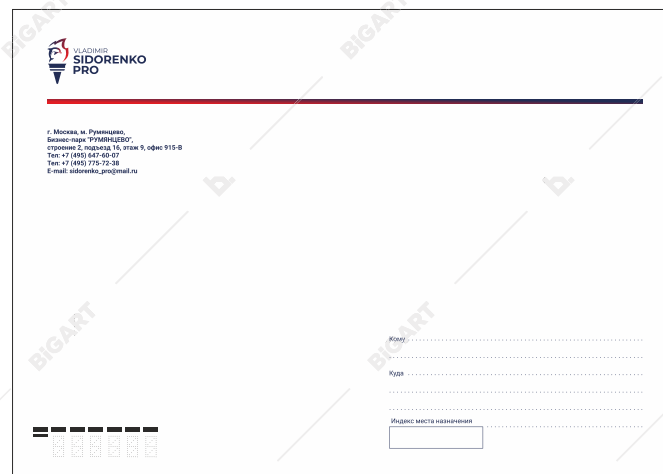 BiGART
BiGART
VLADIMIR
SIDORENKO
PRO
г. Москва, м. Румянцево,
Бизнес-парк "РУМЯНЦЕВО",
строение 2, подъезд 16, этаж 9, офис 915-В
Тел: +7 (495) 647-60-07
Тел: +7 (495) 775-72-38
E-mail: sidorenko_pro@mail.ru
BiGART
BiGART
Кому
Куда
Индекс места назначения